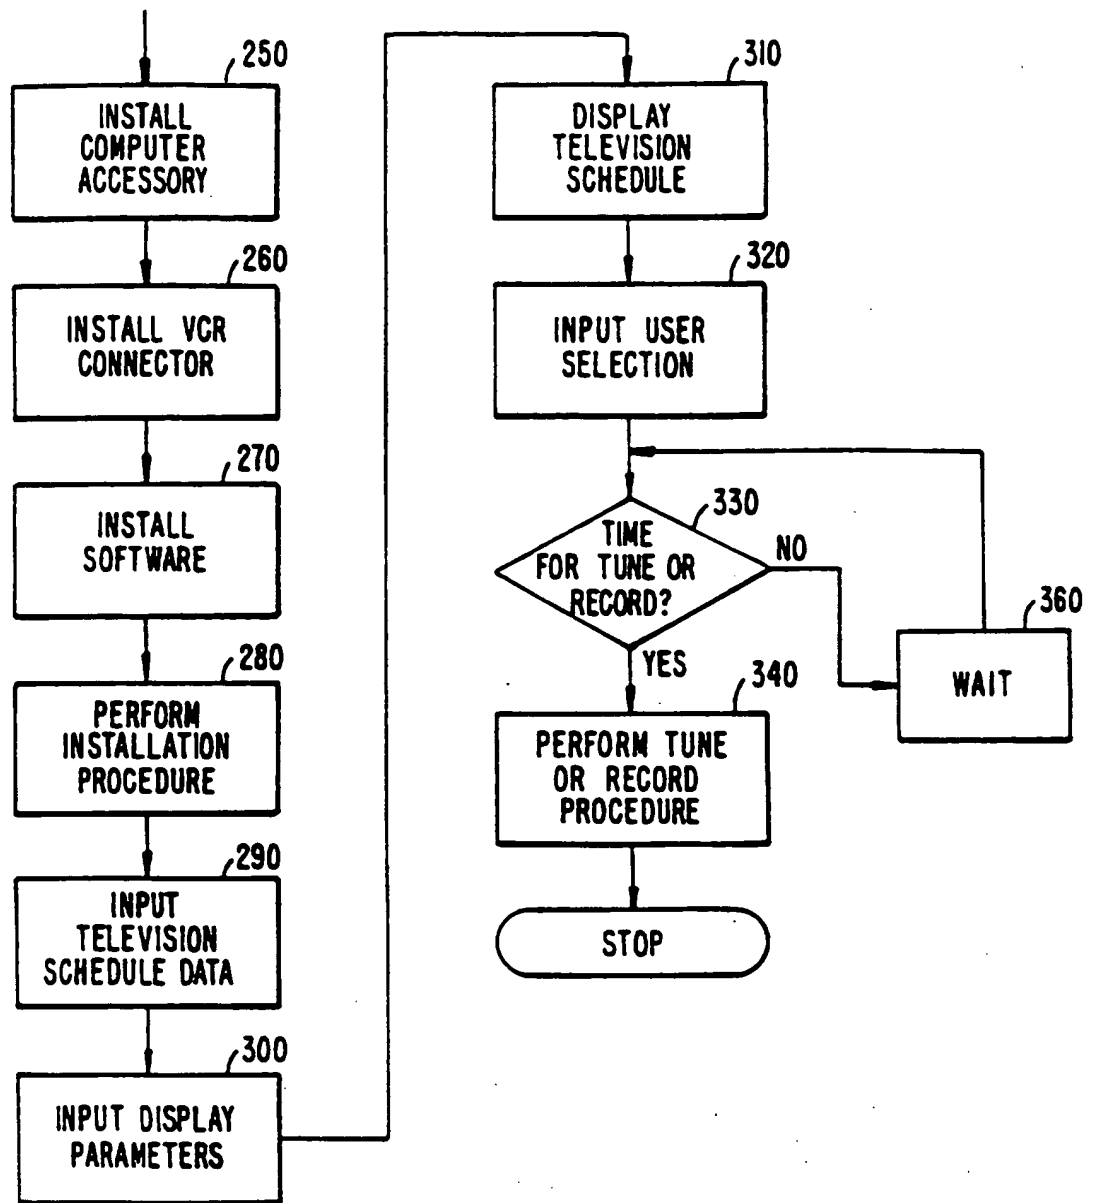 250
INSTALL
COMPUTER
ACCESSORY
260
INSTALL VCR
CONNECTOR
270
INSTALL
SOFTWARE
280
PERFORM
INSTALLATION
PROCEDURE
290
INPUT
TELEVISION
SCHEDULE DATA
300
INPUT DISPLAY
PARAMETERS
310
DISPLAY
TELEVISION
SCHEDULE
320
INPUT USER
SELECTION
330
TIME
FOR TUNE OR
RECORD?
NO
360
WAIT
YES
340
PERFORM TUNE
OR RECORD
PROCEDURE
STOP